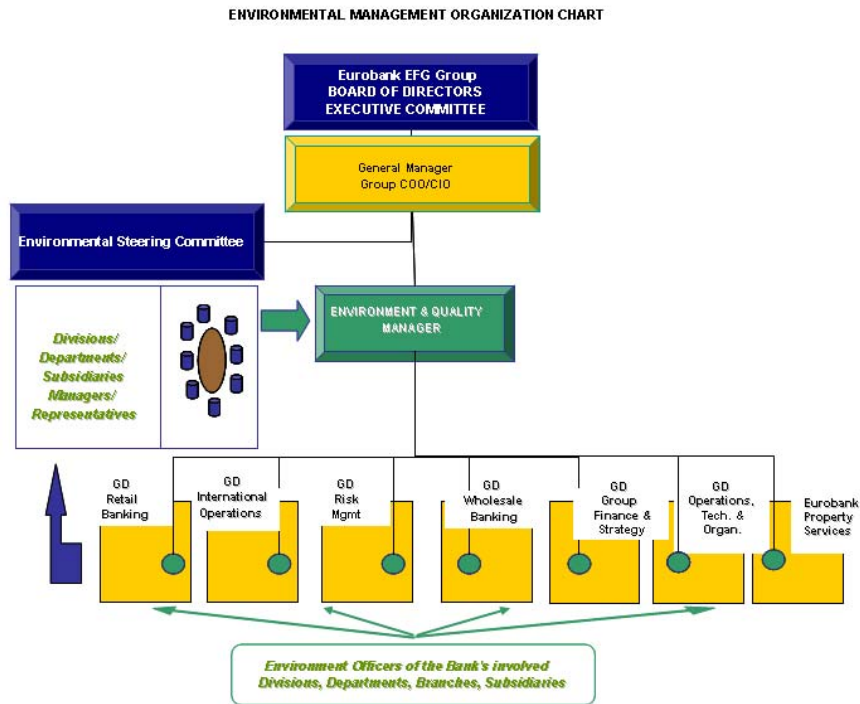 ENVIRONMENTAL MANAGEMENT ORGANIZATION CHART
Eurobank EFG Group
BOARD OF DIRECTORS
EXECUTIVE COMMITTEE
General Manager
Group COO/CIO
Environmental Steering Committee
Divisions/
Departments/
Subsidiaries
Managers/
Representatives
ENVIRONMENT & QUALITY
MANAGER
GD
Retail
Banking
GD
International
Operations
GD
Risk
Mgmt
GD
Wholesale
Banking
GD
Group
Finance &
Strategy
GD
Operations,
Tech. &
Organ.
Eurobank
Property
Services
Environment Officers of the Bank's involved
Divisions, Departments, Branches, Subsidiaries